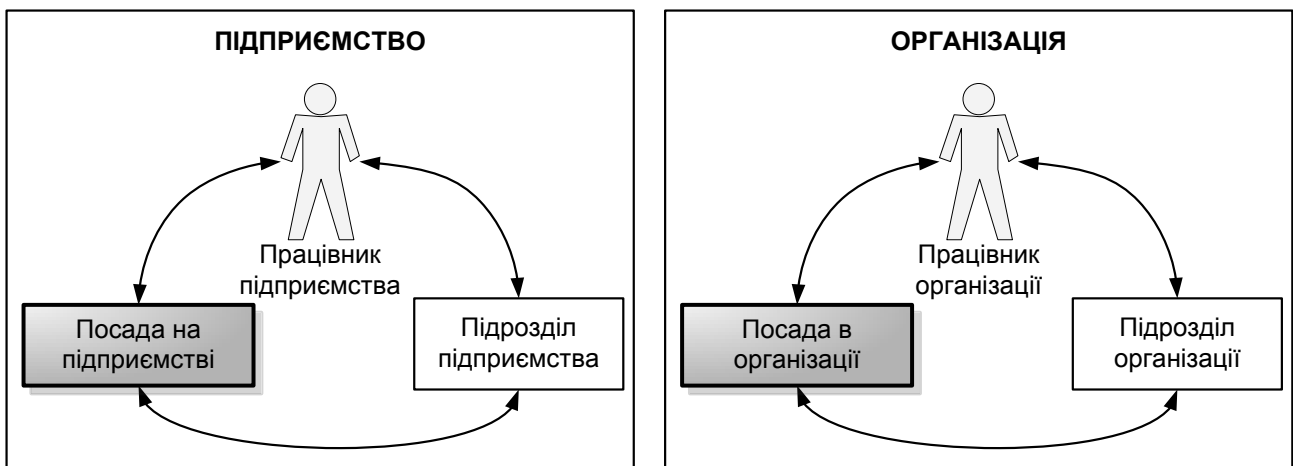 ПІДПРИЄМСТВО
Працівник
підприємства
Посада на
підприємстві
Підрозділ
підприємства
ОРГАНІЗАЦІЯ
Працівник
організації
Посада в
організації
Підрозділ
організації